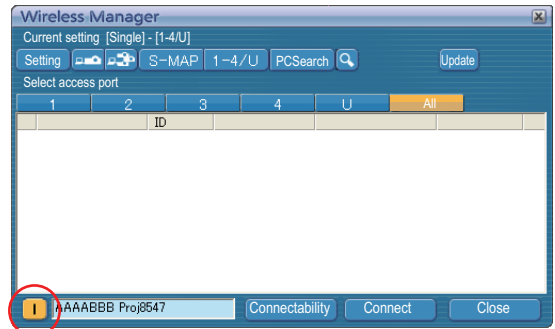 Wireless Manager
Current setting [Single] - [1-4/U]
Setting S-MAP 1-4/U PCSearch Update
Select access port
1 2 3 4 U All
ID
I AAAABBB Proj8547 Connectability Connect Close